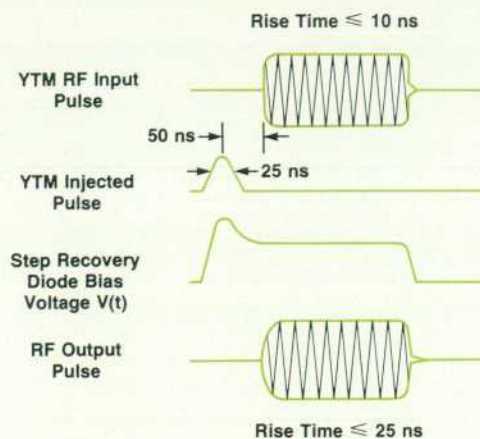 Rise Time ≤ 10 ns
YTM RF Input
Pulse
50 ns
YTM Injected
Pulse
25 ns
Step Recovery
Diode Bias
Voltage V(t)
RF Output
Pulse
Rise Time ≤ 25 ns